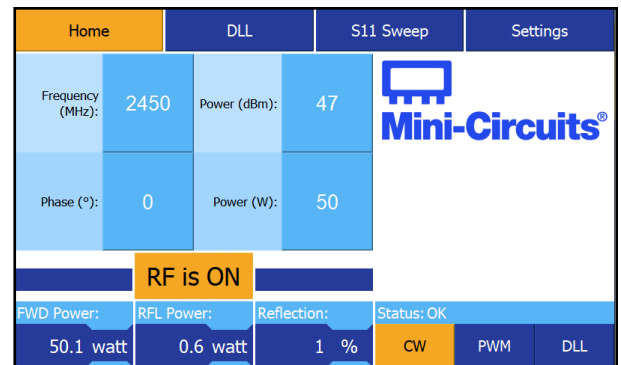 Home DLL S11 Sweep Settings
Frequency (MHz): 2450 Power (dBm): 47
Mini-Circuits®
Phase (°): 0 Power (W): 50
RF is ON
FWD Power: RFL Power: Reflection: Status: OK
50.1 watt 0.6 watt 1 % CW PWM DLL